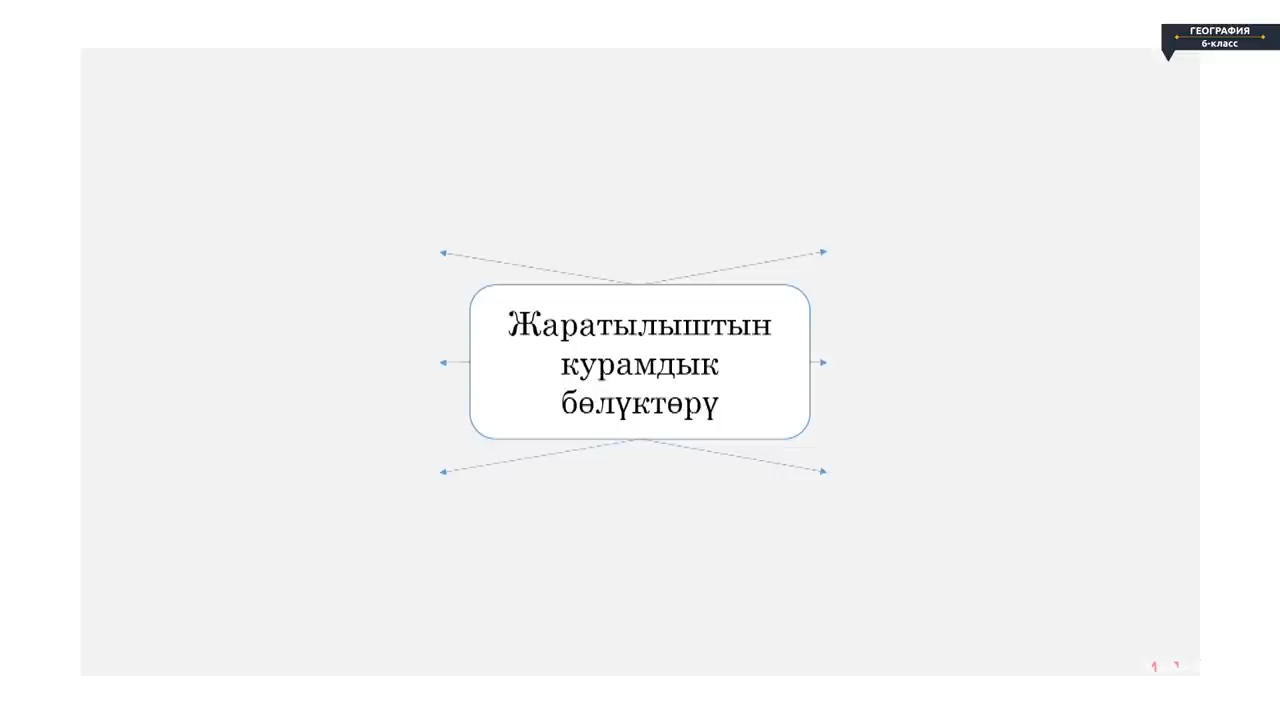 ГЕОГРАФИЯ
6-класс
Жаратылыштын
курамдык
бөлүктөрү